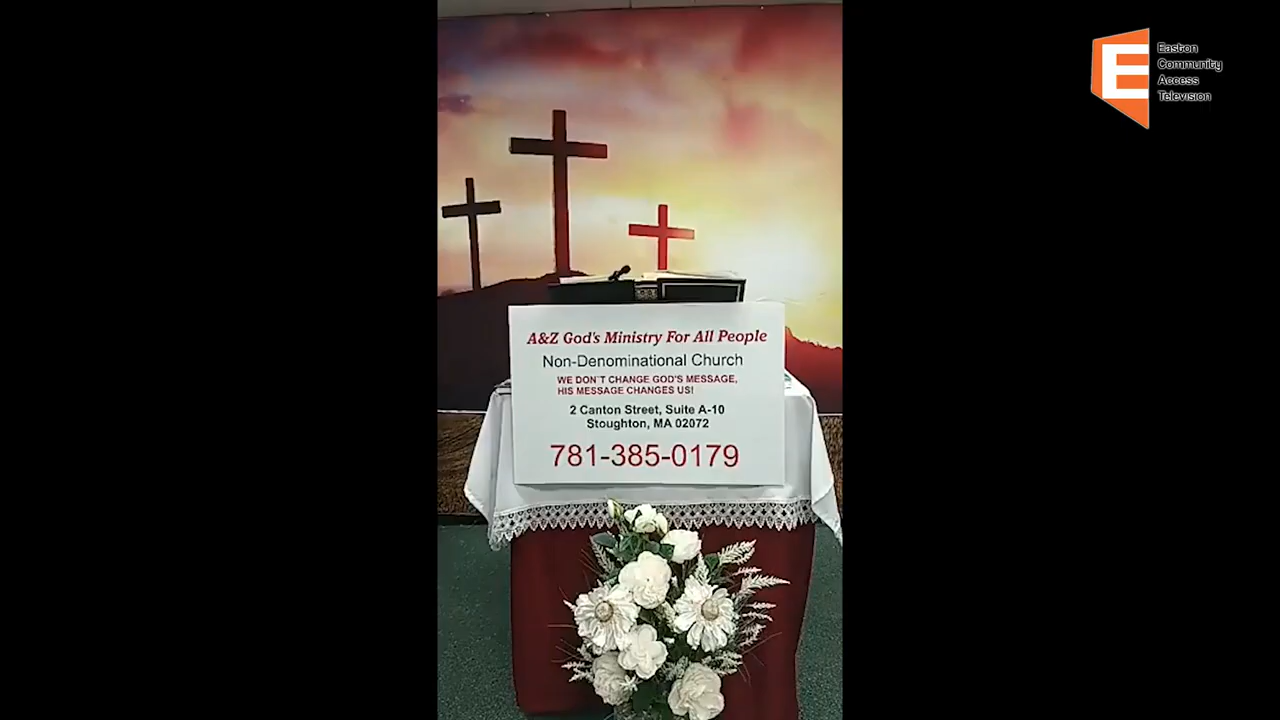 E
Easton
Community
Access
Television
A&Z God's Ministry For All People
Non-Denominational Church
WE DON'T CHANGE GOD'S MESSAGE,
HIS MESSAGE CHANGES US!
2 Canton Street, Suite A-10
Stoughton, MA 02072
781-385-0179